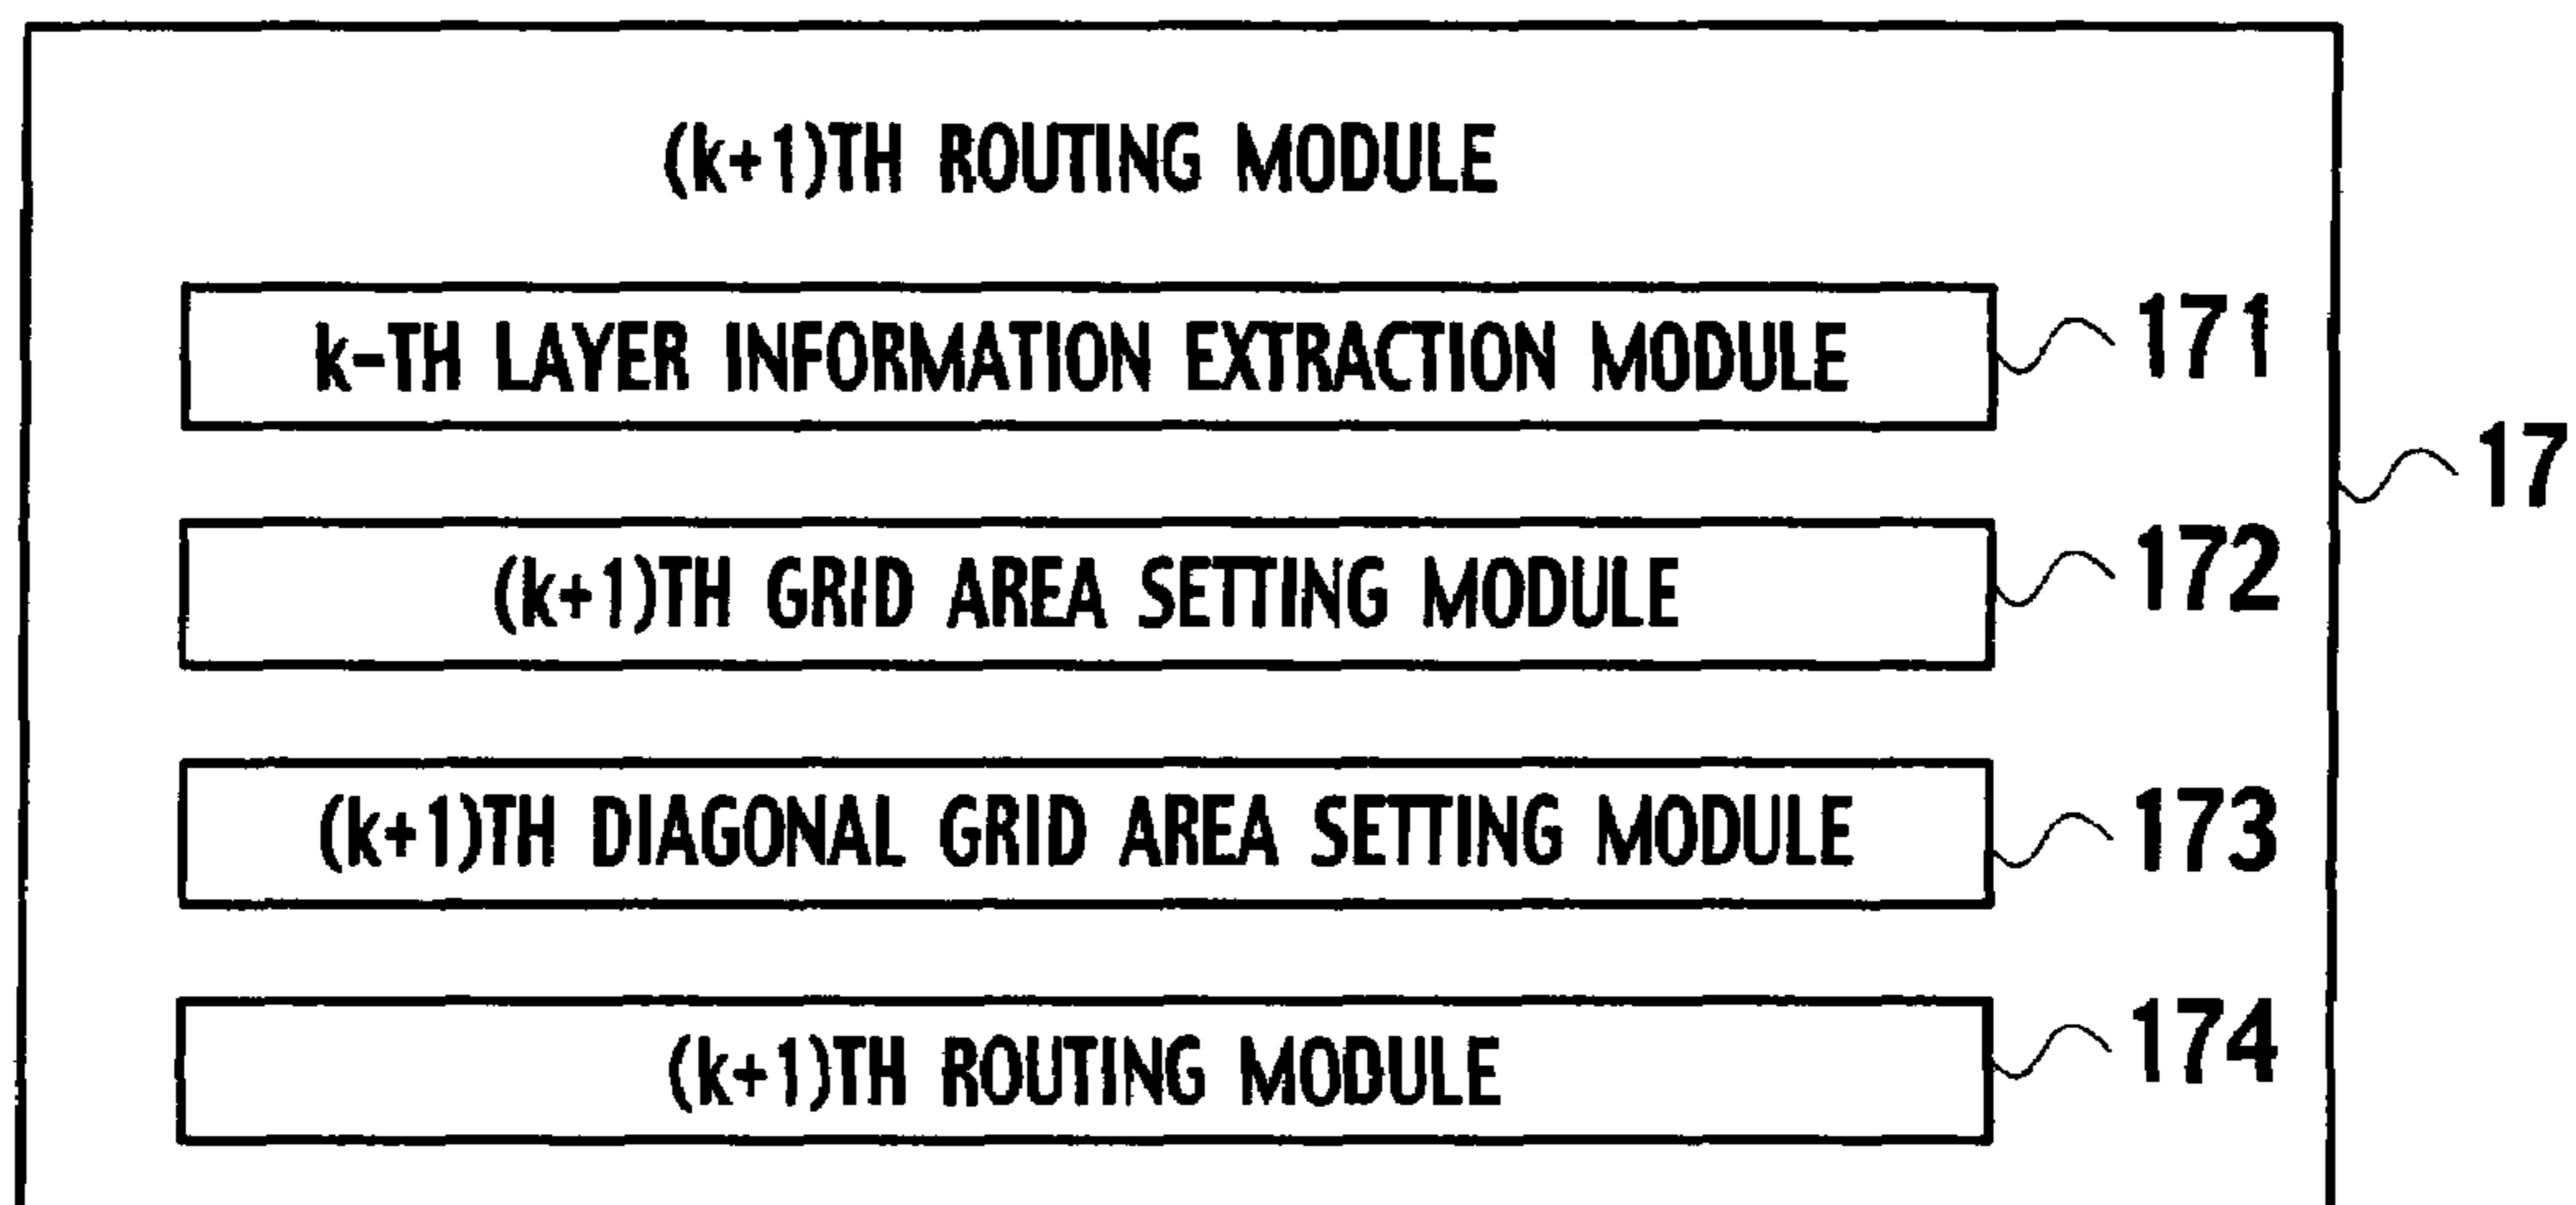 (k+1)TH ROUTING MODULE
k-TH LAYER INFORMATION EXTRACTION MODULE
171
17
(k+1)TH GRID AREA SETTING MODULE
172
(k+1)TH DIAGONAL GRID AREA SETTING MODULE
173
(k+1)TH ROUTING MODULE
174